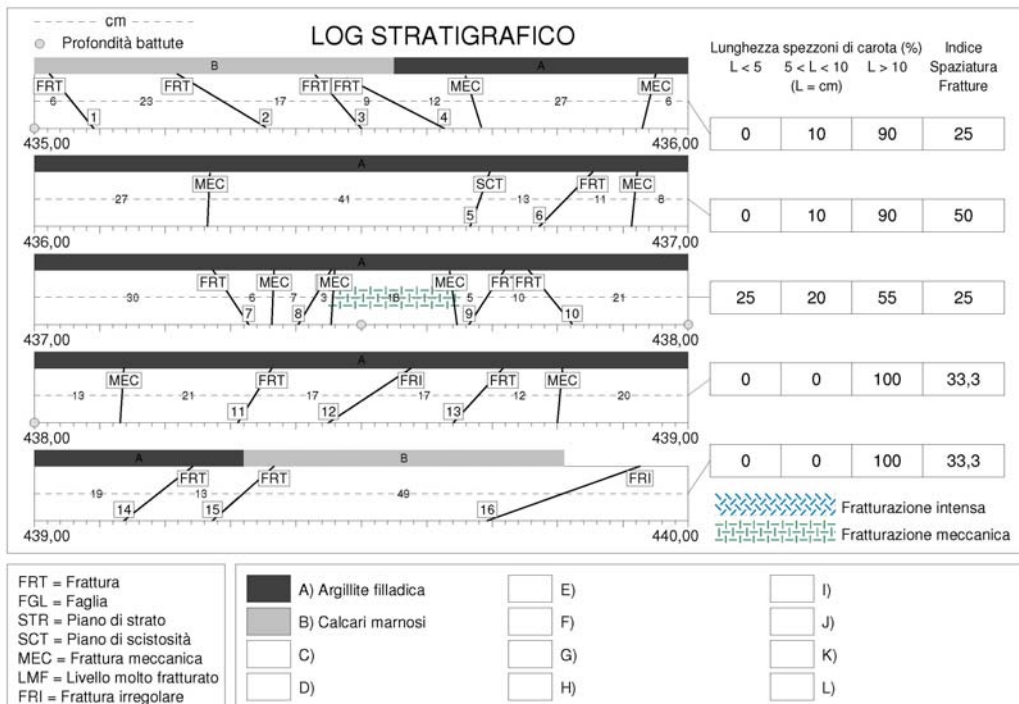 cm
Profondità battute
LOG STRATIGRAFICO
Lunghezza spezzoni di carota (%)
L < 5
5 < L < 10
L > 10
(L = cm)
Indice
Spaziatura
Fratture
B
A
FRT
FRT
FRT
FRT
MEC
MEC
6
23
17
9
12
27
6
1
2
3
4
435,00
436,00
0
10
90
25
A
MEC
SCT
FRT
MEC
27
41
13
11
8
5
6
436,00
437,00
0
10
90
50
A
FRT
MEC
MEC
MEC
FRT
FRT
30
6
7
3
5
10
21
7
8
9
10
437,00
438,00
25
20
55
25
A
MEC
FRT
FRI
FRT
MEC
13
21
17
17
12
20
11
12
13
438,00
439,00
0
0
100
33,3
A
B
FRT
FRT
FRI
19
13
49
14
15
16
439,00
440,00
0
0
100
33,3
Fratturazione intensa
Fratturazione meccanica
FRT = Frattura
FGL = Faglia
STR = Piano di strato
SCT = Piano di scistosità
MEC = Frattura meccanica
LMF = Livello molto fratturato
FRI = Frattura irregolare
A) Argillite filladica
B) Calcari marnosi
C)
D)
E)
F)
G)
H)
I)
J)
K)
L)